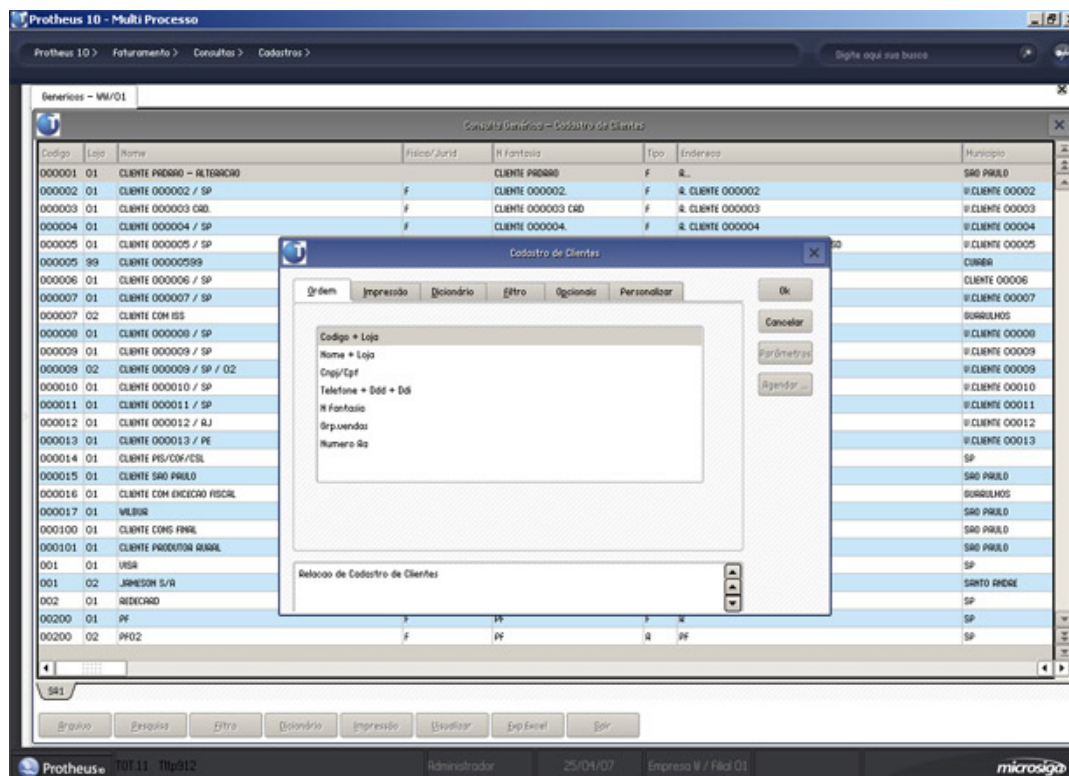 Protheus 10 - Multi Processo
Protheus 10 > Faturamento > Consultas > Cadastros >
Digite aqui sua busca
Genericos - VV/01
Consulta Genérica - Cadastro de Clientes
Codigo Loja Nome Fisico/Jurid N Fantasia Tipo Endereco Municipio
000001 01 CLIENTE PADRAO - ALTERACAO CLIENTE PADRAO F R.. SAO PAULO
000002 01 CLIENTE 000002 / SP F CLIENTE 000002. F R. CLIENTE 000002 V.CLIENTE 00002
000003 01 CLIENTE 000003 CAD. F CLIENTE 000003 CAD F R. CLIENTE 000003 V.CLIENTE 00003
000004 01 CLIENTE 000004 / SP F CLIENTE 000004. F R. CLIENTE 000004 V.CLIENTE 00004
000005 01 CLIENTE 000005 / SP V.CLIENTE 00005
000005 99 CLIENTE 00000599 CUIABA
000006 01 CLIENTE 000006 / SP CLIENTE 00006
000007 01 CLIENTE 000007 / SP V.CLIENTE 00007
000007 02 CLIENTE COM ISS GUARULHOS
000008 01 CLIENTE 000008 / SP V.CLIENTE 00008
000009 01 CLIENTE 000009 / SP V.CLIENTE 00009
000009 02 CLIENTE 000009 / SP / 02 V.CLIENTE 00009
000010 01 CLIENTE 000010 / SP V.CLIENTE 00010
000011 01 CLIENTE 000011 / SP V.CLIENTE 00011
000012 01 CLIENTE 000012 / RJ V.CLIENTE 00012
000013 01 CLIENTE 000013 / PE V.CLIENTE 00013
000014 01 CLIENTE PIS/COF/CSL SP
000015 01 CLIENTE SAO PAULO SAO PAULO
000016 01 CLIENTE COM EXCECAO FISCAL GUARULHOS
000017 01 WILBUR SAO PAULO
000100 01 CLIENTE CONS FINAL SAO PAULO
000101 01 CLIENTE PRODUTOR RURAL SAO PAULO
001 01 VISA SP
001 02 JAMESON S/A SANTO ANDRE
002 01 REDECARD SP
00200 01 PF F PF F R SP
00200 02 PF02 F PF R PF SP
Cadastro de Clientes
Ordem Impressão Dicionário Filtro Opcionais Personalizar
Codigo + Loja
Nome + Loja
Cnpj/Cpf
Telefone + Ddd + Ddi
N Fantasia
Grp.vendas
Numero Ra
Ok
Cancelar
Parâmetros
Agendar ...
Relacao de Cadastro de Clientes
SA1
Arquivo Pesquisa Filtro Dicionário Impressão Visualizar Exp.Excel Sair
Protheus TOT.11 Administrador 25/04/07 Empresa V / Filial 01 microsiga